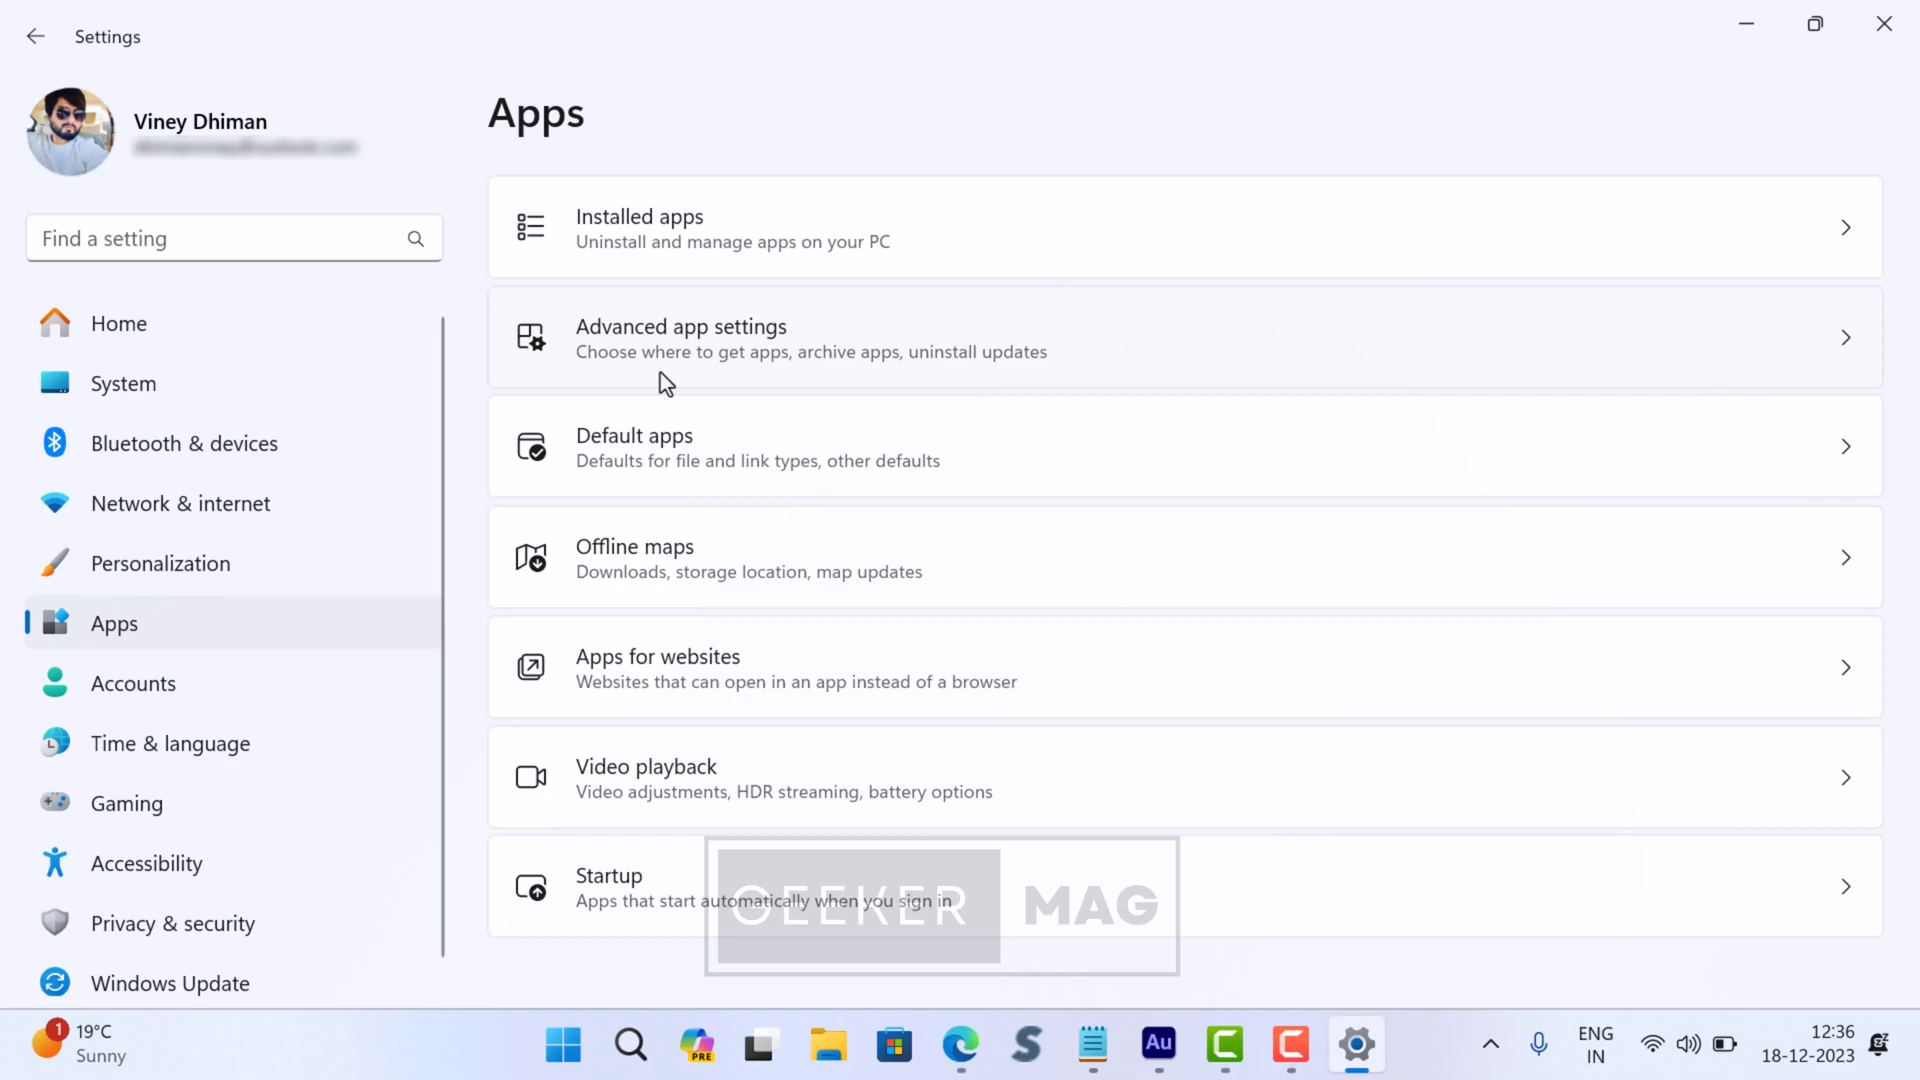 Settings
Viney Dhiman
Find a setting
Home
System
Bluetooth & devices
Network & internet
Personalization
Apps
Accounts
Time & language
Gaming
Accessibility
Privacy & security
Windows Update
Apps
Installed apps
Uninstall and manage apps on your PC
Advanced app settings
Choose where to get apps, archive apps, uninstall updates
Default apps
Defaults for file and link types, other defaults
Offline maps
Downloads, storage location, map updates
Apps for websites
Websites that can open in an app instead of a browser
Video playback
Video adjustments, HDR streaming, battery options
Startup
Apps that start automatically when you sign in
GEEKER MAG
1
19°C
Sunny
PRE
Au
ENG
IN
12:36
18-12-2023